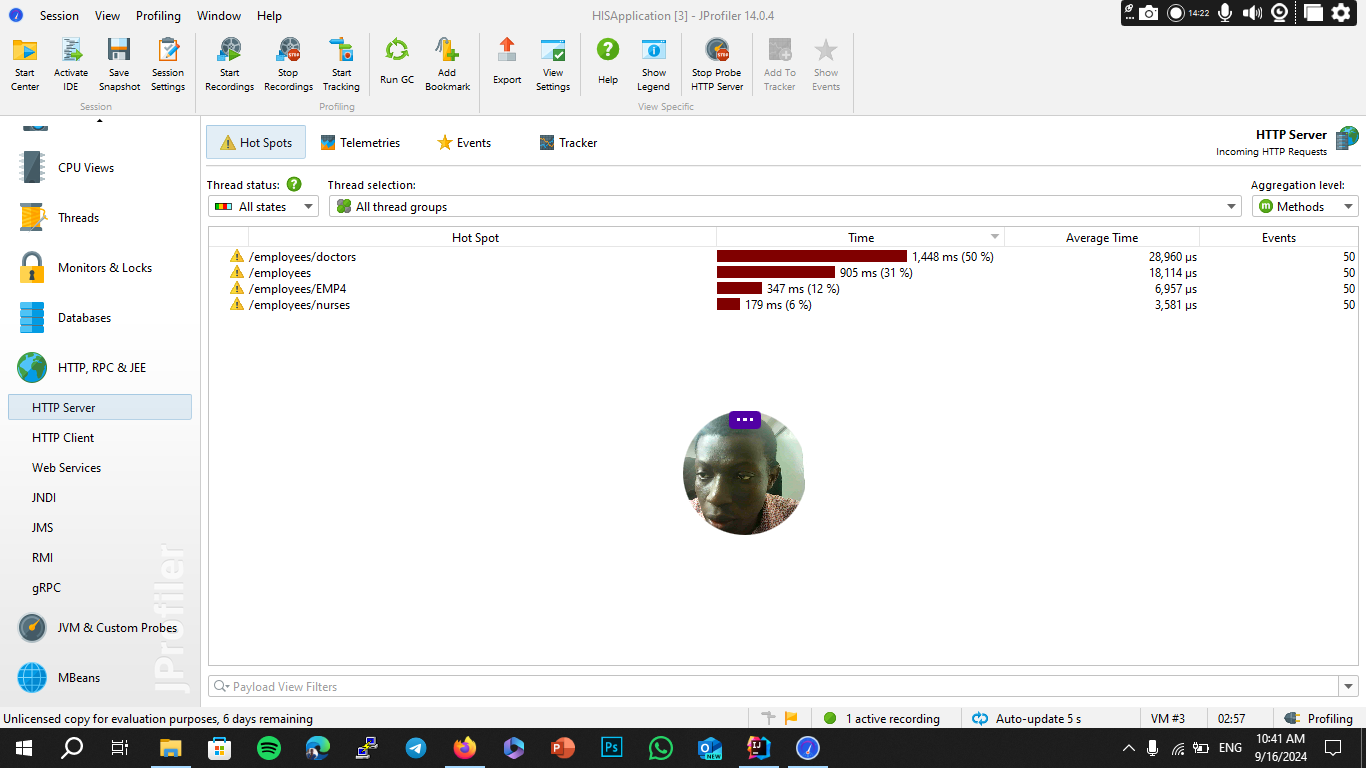 Session View Profiling Window Help
HISApplication [3] - JProfiler 14.0.4
14:22
Start Center
Activate IDE
Save Snapshot
Session Settings
Start Recordings
Stop Recordings
Start Tracking
Run GC
Add Bookmark
Export
View Settings
Help
Show Legend
Stop Probe HTTP Server
Add To Tracker
Show Events
Session
Profiling
View Specific
CPU Views
Threads
Monitors & Locks
Databases
HTTP, RPC & JEE
HTTP Server
HTTP Client
Web Services
JNDI
JMS
RMI
gRPC
JVM & Custom Probes
MBeans
JProfiler
Hot Spots Telemetries Events Tracker
HTTP Server
Incoming HTTP Requests
Thread status: Thread selection: Aggregation level:
All states All thread groups Methods
Hot Spot Time Average Time Events
/employees/doctors 1,448 ms (50 %) 28,960 µs 50
/employees 905 ms (31 %) 18,114 µs 50
/employees/EMP4 347 ms (12 %) 6,957 µs 50
/employees/nurses 179 ms (6 %) 3,581 µs 50
Payload View Filters
Unlicensed copy for evaluation purposes, 6 days remaining
1 active recording Auto-update 5 s VM #3 02:57 Profiling
ENG
10:41 AM
9/16/2024